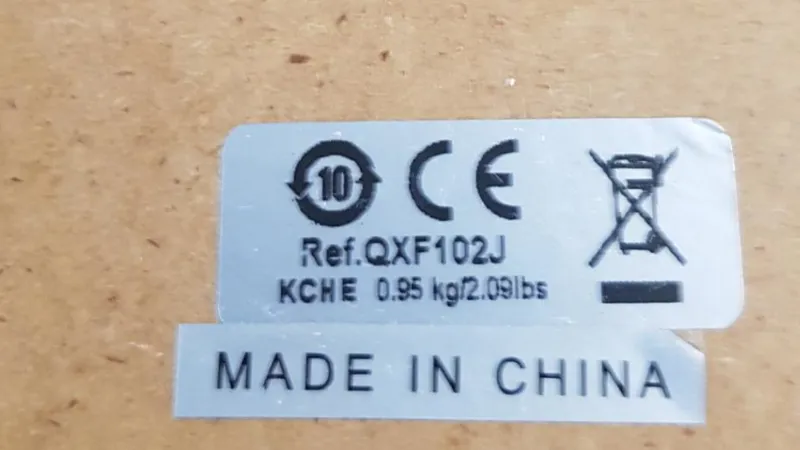 10 CE
Ref.QXF102J
KCHE 0.95 kg/2.09lbs
MADE IN CHINA